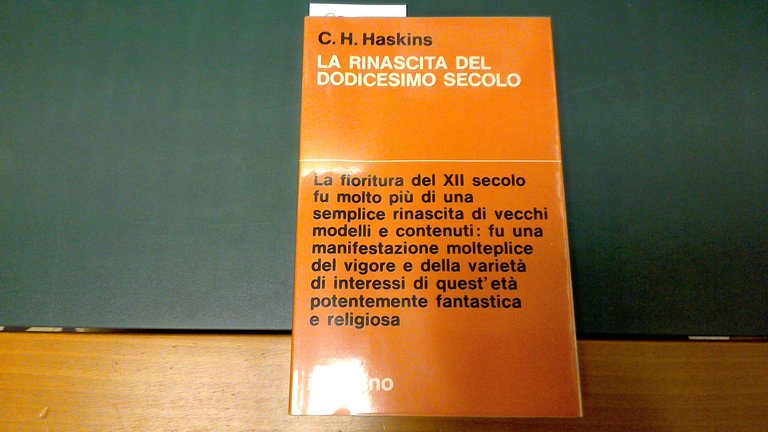 C. H. Haskins
LA RINASCITA DEL
DODICESIMO SECOLO
La fioritura del XII secolo
fu molto più di una
semplice rinascita di vecchi
modelli e contenuti: fu una
manifestazione molteplice
del vigore e della varietà
di interessi di quest'età
potentemente fantastica
e religiosa